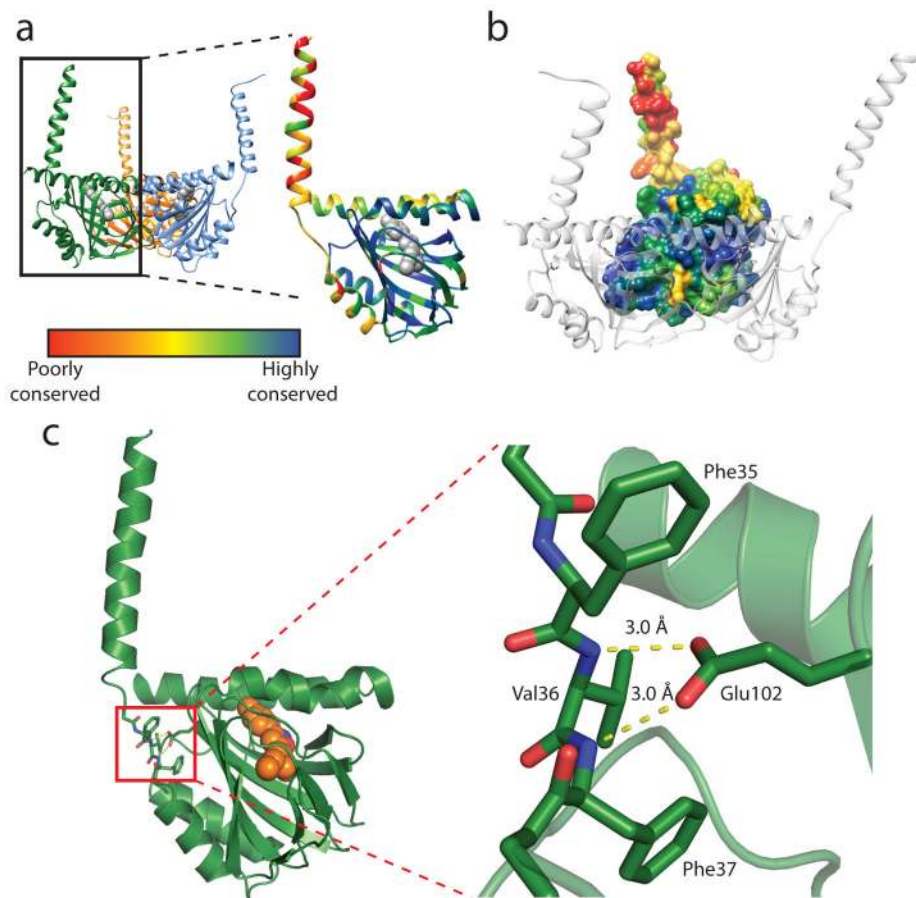 a
b
Poorly
conserved
Highly
conserved
c
Phe35
3.0 Å
Val36
3.0 Å
Glu102
Phe37